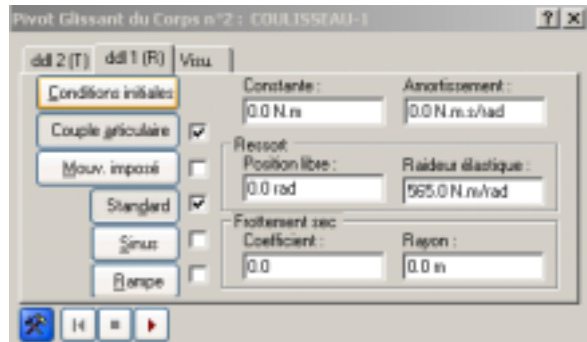 Pivot Glissant du Corps n°2 : COULISSEAU-1
ddl 2 (T) ddl 1 (R) Visu.
Conditions initiales
Constante : Amortissement :
0.0 N.m 0.0 N.m.s/rad
Couple articulaire
Ressort
Mouv. imposé
Position libre : Raideur élastique :
0.0 rad 565.0 N.m/rad
Standard
Frottement sec
Sinus
Coefficient : Rayon :
0.0 0.0 m
Rampe